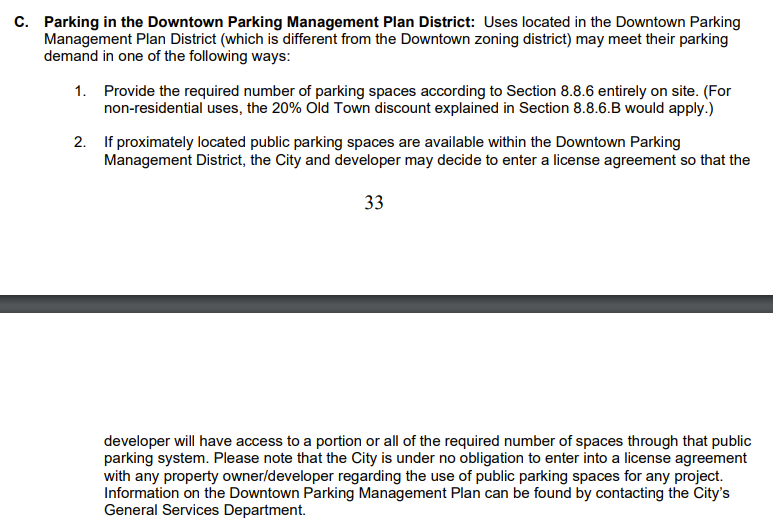 C. Parking in the Downtown Parking Management Plan District: Uses located in the Downtown Parking
Management Plan District (which is different from the Downtown zoning district) may meet their parking
demand in one of the following ways:
1. Provide the required number of parking spaces according to Section 8.8.6 entirely on site. (For
non-residential uses, the 20% Old Town discount explained in Section 8.8.6.B would apply.)
2. If proximately located public parking spaces are available within the Downtown Parking
Management District, the City and developer may decide to enter a license agreement so that the
33
developer will have access to a portion or all of the required number of spaces through that public
parking system. Please note that the City is under no obligation to enter into a license agreement
with any property owner/developer regarding the use of public parking spaces for any project.
Information on the Downtown Parking Management Plan can be found by contacting the City’s
General Services Department.